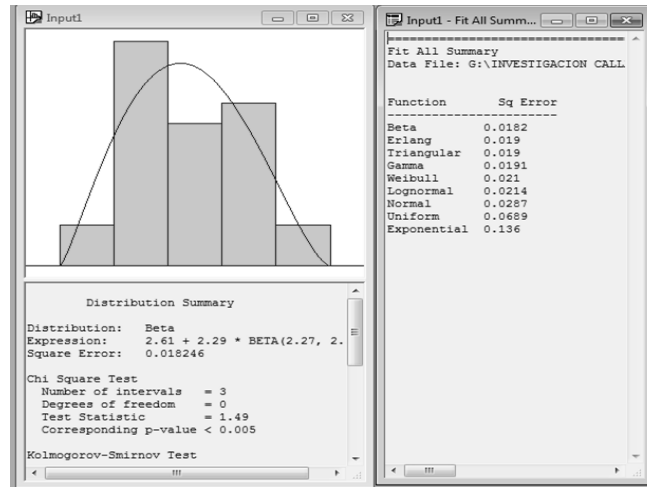 Input1
Distribution Summary
Distribution: Beta
Expression: 2.61 + 2.29 * BETA(2.27, 2.
Square Error: 0.018246
Chi Square Test
Number of intervals = 3
Degrees of freedom = 0
Test Statistic = 1.49
Corresponding p-value < 0.005
Kolmogorov-Smirnov Test
Input1 - Fit All Summ...
Fit All Summary
Data File: G:\INVESTIGACION CALL
Function Sq Error
Beta 0.0182
Erlang 0.019
Triangular 0.019
Gamma 0.0191
Weibull 0.021
Lognormal 0.0214
Normal 0.0287
Uniform 0.0689
Exponential 0.136